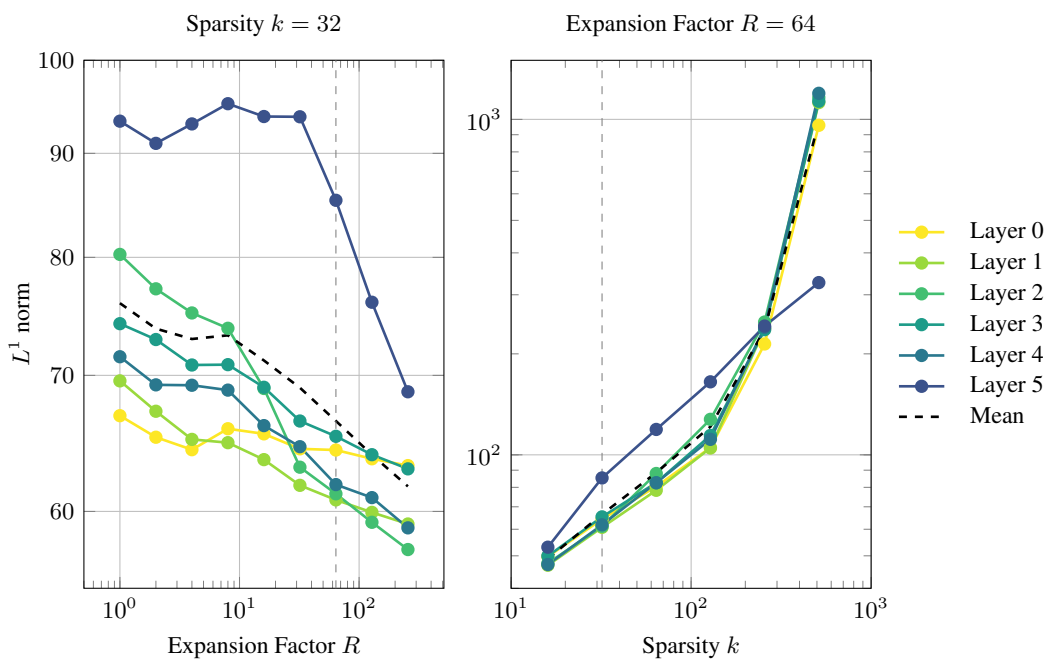 Sparsity k = 32
Expansion Factor R = 64
100
90
80
70
60
L¹ norm
10⁰
10¹
10²
Expansion Factor R
10³
10²
10¹
10²
10³
Sparsity k
Layer 0
Layer 1
Layer 2
Layer 3
Layer 4
Layer 5
Mean